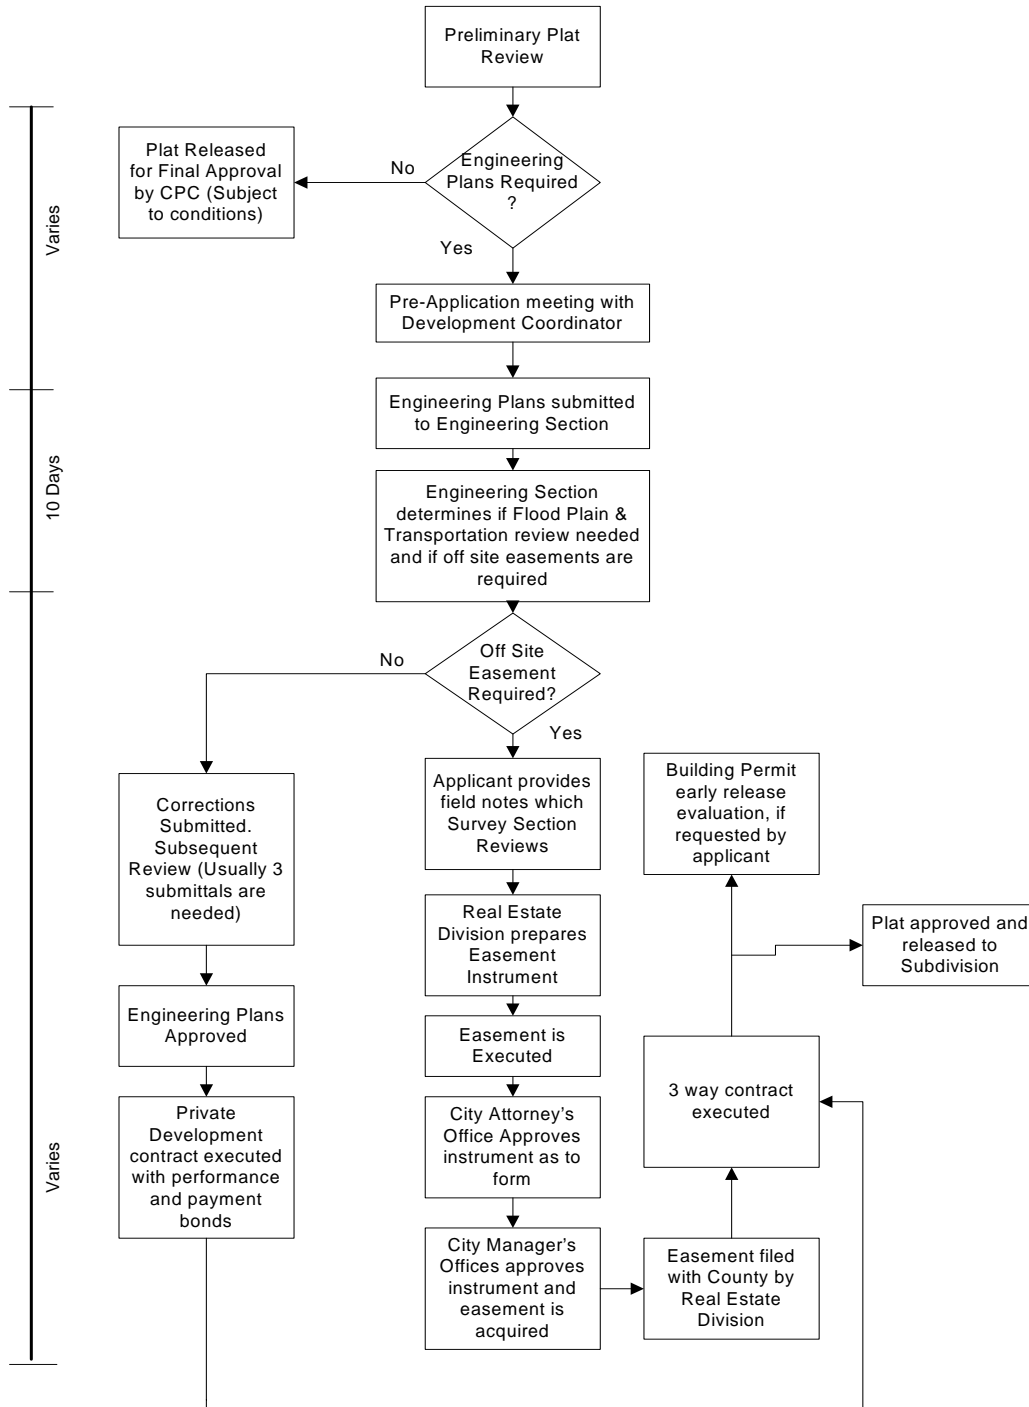 Preliminary Plat
Review
Engineering
Plans Required
?
No
Plat Released
for Final Approval
by CPC (Subject
to conditions)
Varies
Yes
Pre-Application meeting with
Development Coordinator
Engineering Plans submitted
to Engineering Section
10 Days
Engineering Section
determines if Flood Plain &
Transportation review needed
and if off site easements are
required
Off Site
Easement
Required?
No
Yes
Corrections
Submitted.
Subsequent
Review (Usually 3
submittals are
needed)
Engineering Plans
Approved
Private
Development
contract executed
with performance
and payment
bonds
Varies
Applicant provides
field notes which
Survey Section
Reviews
Real Estate
Division prepares
Easement
Instrument
Easement is
Executed
City Attorney's
Office Approves
instrument as to
form
City Manager's
Offices approves
instrument and
easement is
acquired
Easement filed
with County by
Real Estate
Division
3 way contract
executed
Building Permit
early release
evaluation, if
requested by
applicant
Plat approved and
released to
Subdivision